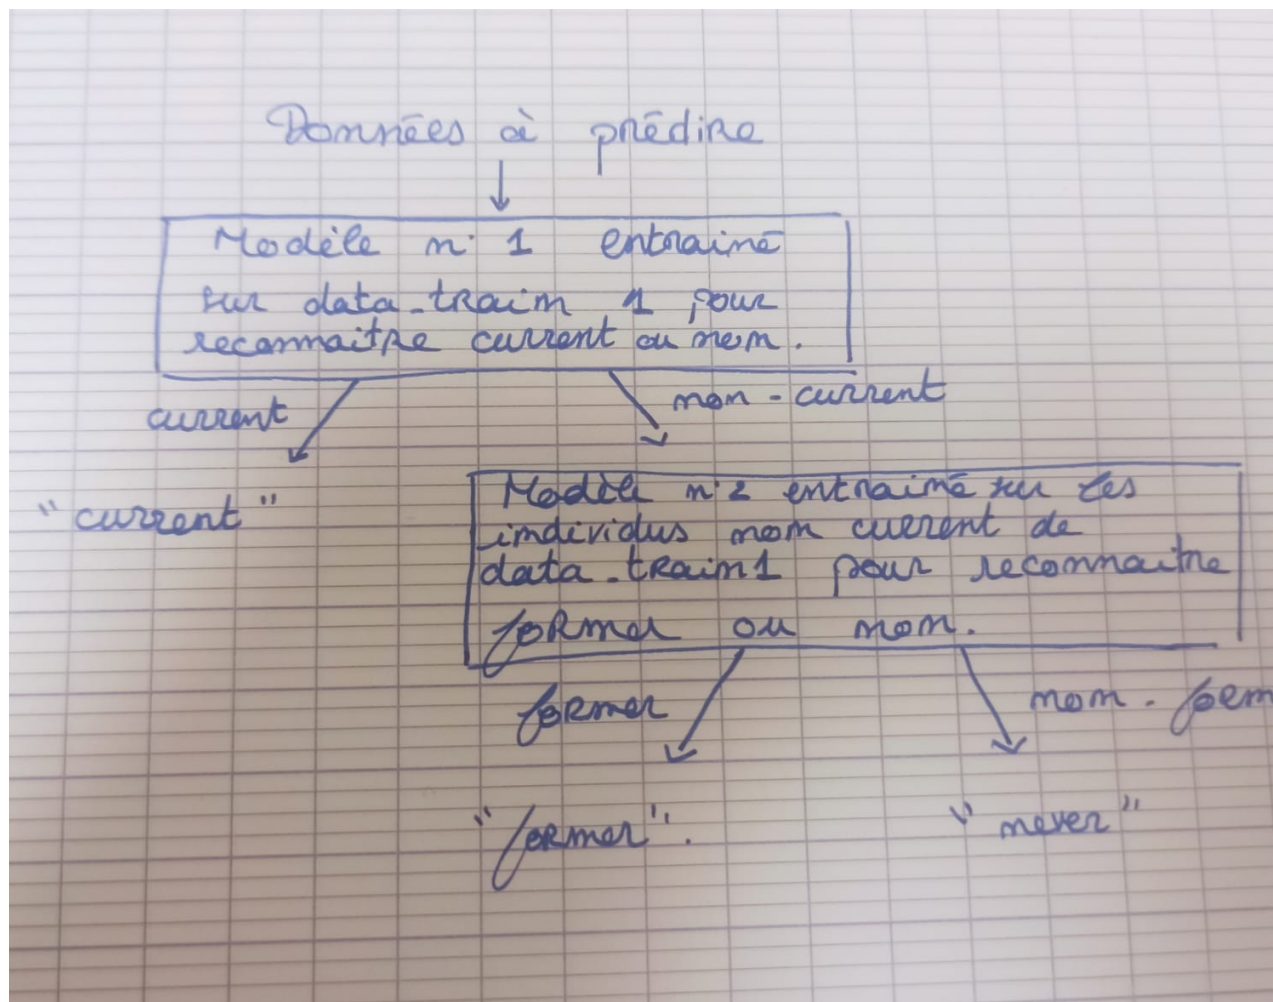 Données à prédire
Modèle n° 1 entrainé
sur data_train 1 pour
reconnaitre current ou non.
current
non - current
"current"
Modèle n°2 entrainé sur les
individus non current de
data_train1 pour reconnaitre
former ou non.
former
non - form
"former".
"never"